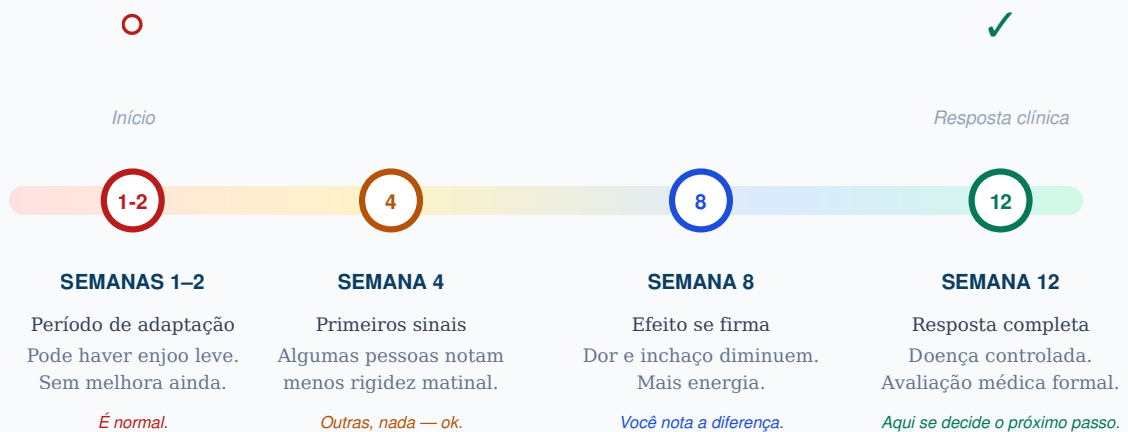 Início
Resposta clínica
1-2
4
8
12
SEMANAS 1–2
SEMANA 4
SEMANA 8
SEMANA 12
Período de adaptação
Primeiros sinais
Efeito se firma
Resposta completa
Pode haver enjoo leve.
Algumas pessoas notam
Dor e inchaço diminuem.
Doença controlada.
Sem melhora ainda.
menos rigidez matinal.
Mais energia.
Avaliação médica formal.
É normal.
Outras, nada — ok.
Você nota a diferença.
Aqui se decide o próximo passo.